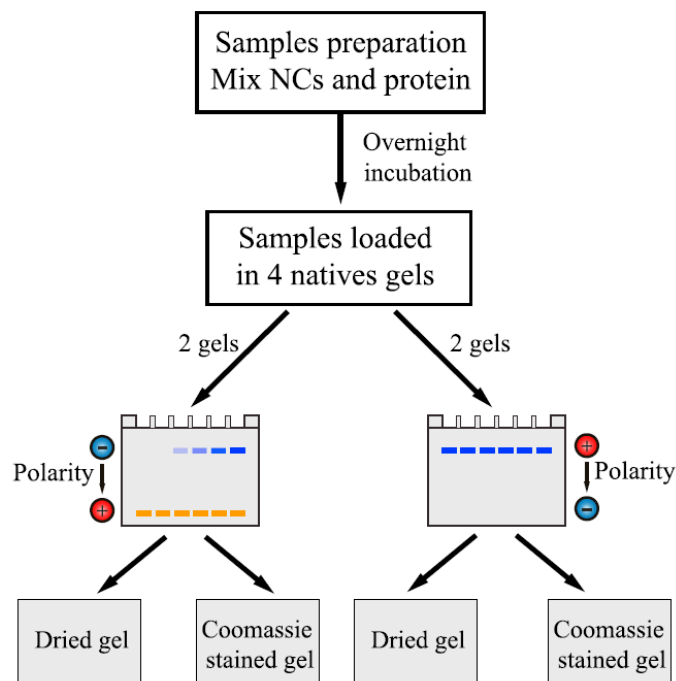 Samples preparation
Mix NCs and protein
Overnight
incubation
Samples loaded
in 4 natives gels
2 gels
2 gels
-
Polarity
+
+
Polarity
-
Dried gel
Coomassie
stained gel
Dried gel
Coomassie
stained gel